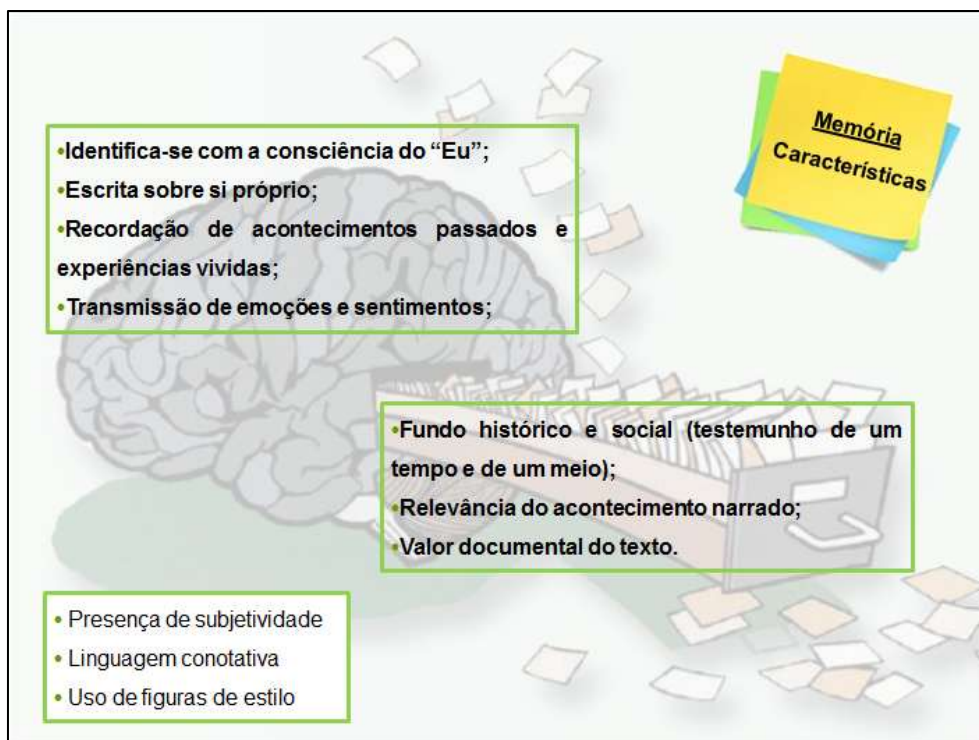 Memória
Características
•Identifica-se com a consciência do “Eu”;
•Escrita sobre si próprio;
•Recordação de acontecimentos passados e
experiências vividas;
•Transmissão de emoções e sentimentos;
•Fundo histórico e social (testemunho de um
tempo e de um meio);
•Relevância do acontecimento narrado;
•Valor documental do texto.
• Presença de subjetividade
• Linguagem conotativa
• Uso de figuras de estilo